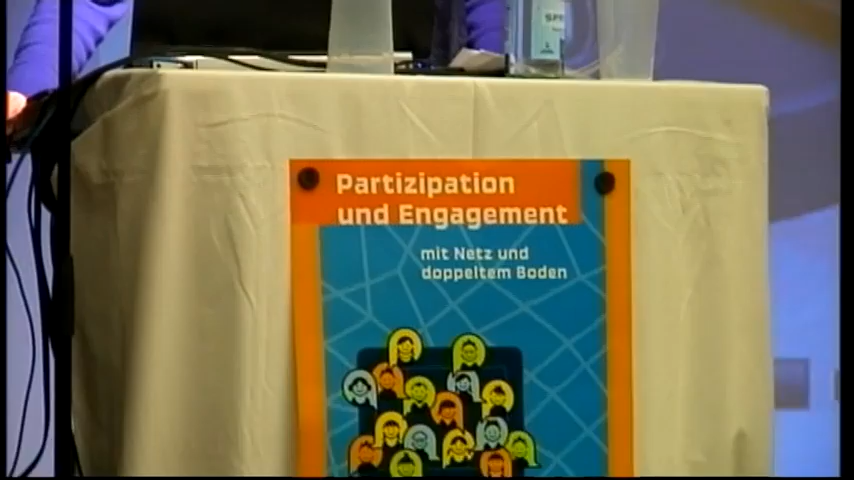 Partizipation
und Engagement
mit Netz und
doppeltem Boden